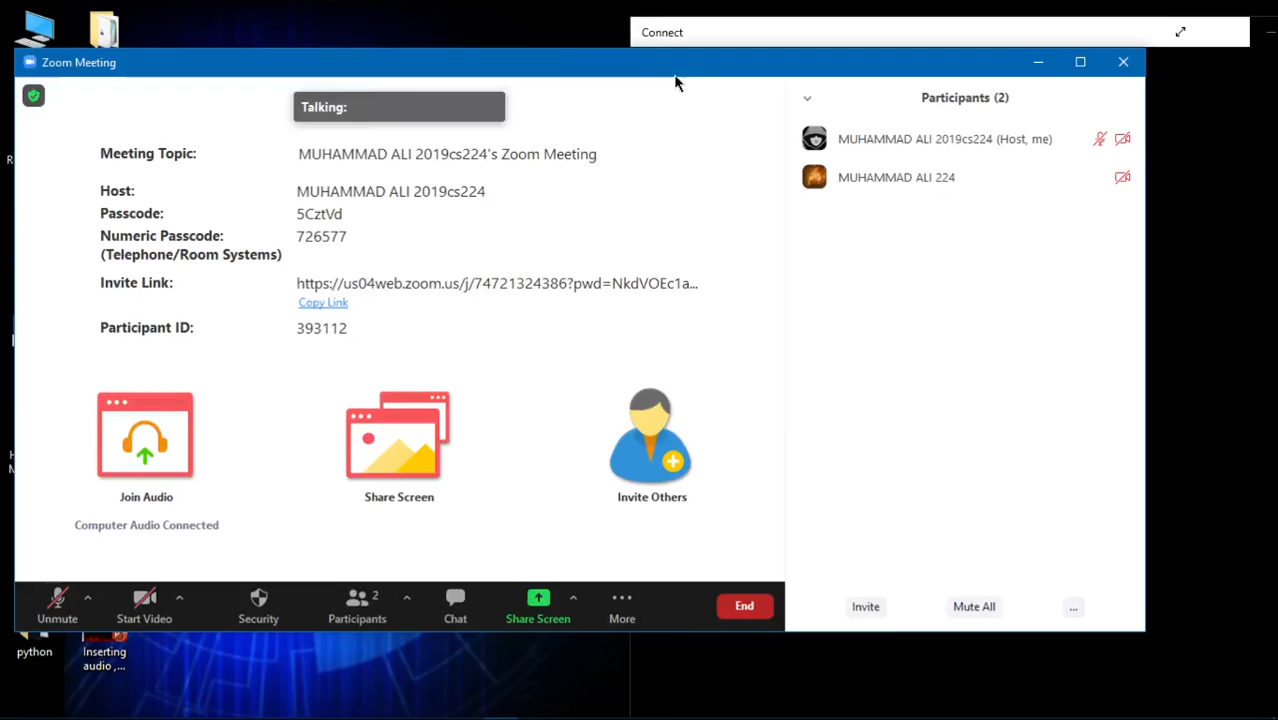 Connect
Zoom Meeting
Talking:
Participants (2)
Meeting Topic: MUHAMMAD ALI 2019cs224's Zoom Meeting
MUHAMMAD ALI 2019cs224 (Host, me)
MUHAMMAD ALI 224
Host: MUHAMMAD ALI 2019cs224
Passcode: 5CztVd
Numeric Passcode: 726577
(Telephone/Room Systems)
Invite Link: https://us04web.zoom.us/j/74721324386?pwd=NkdVOEc1a...
Copy Link
Participant ID: 393112
Join Audio
Share Screen
Invite Others
Computer Audio Connected
Unmute
Start Video
Security
2
Participants
Chat
Share Screen
More
End
Invite
Mute All
...
python
Inserting
audio ,...